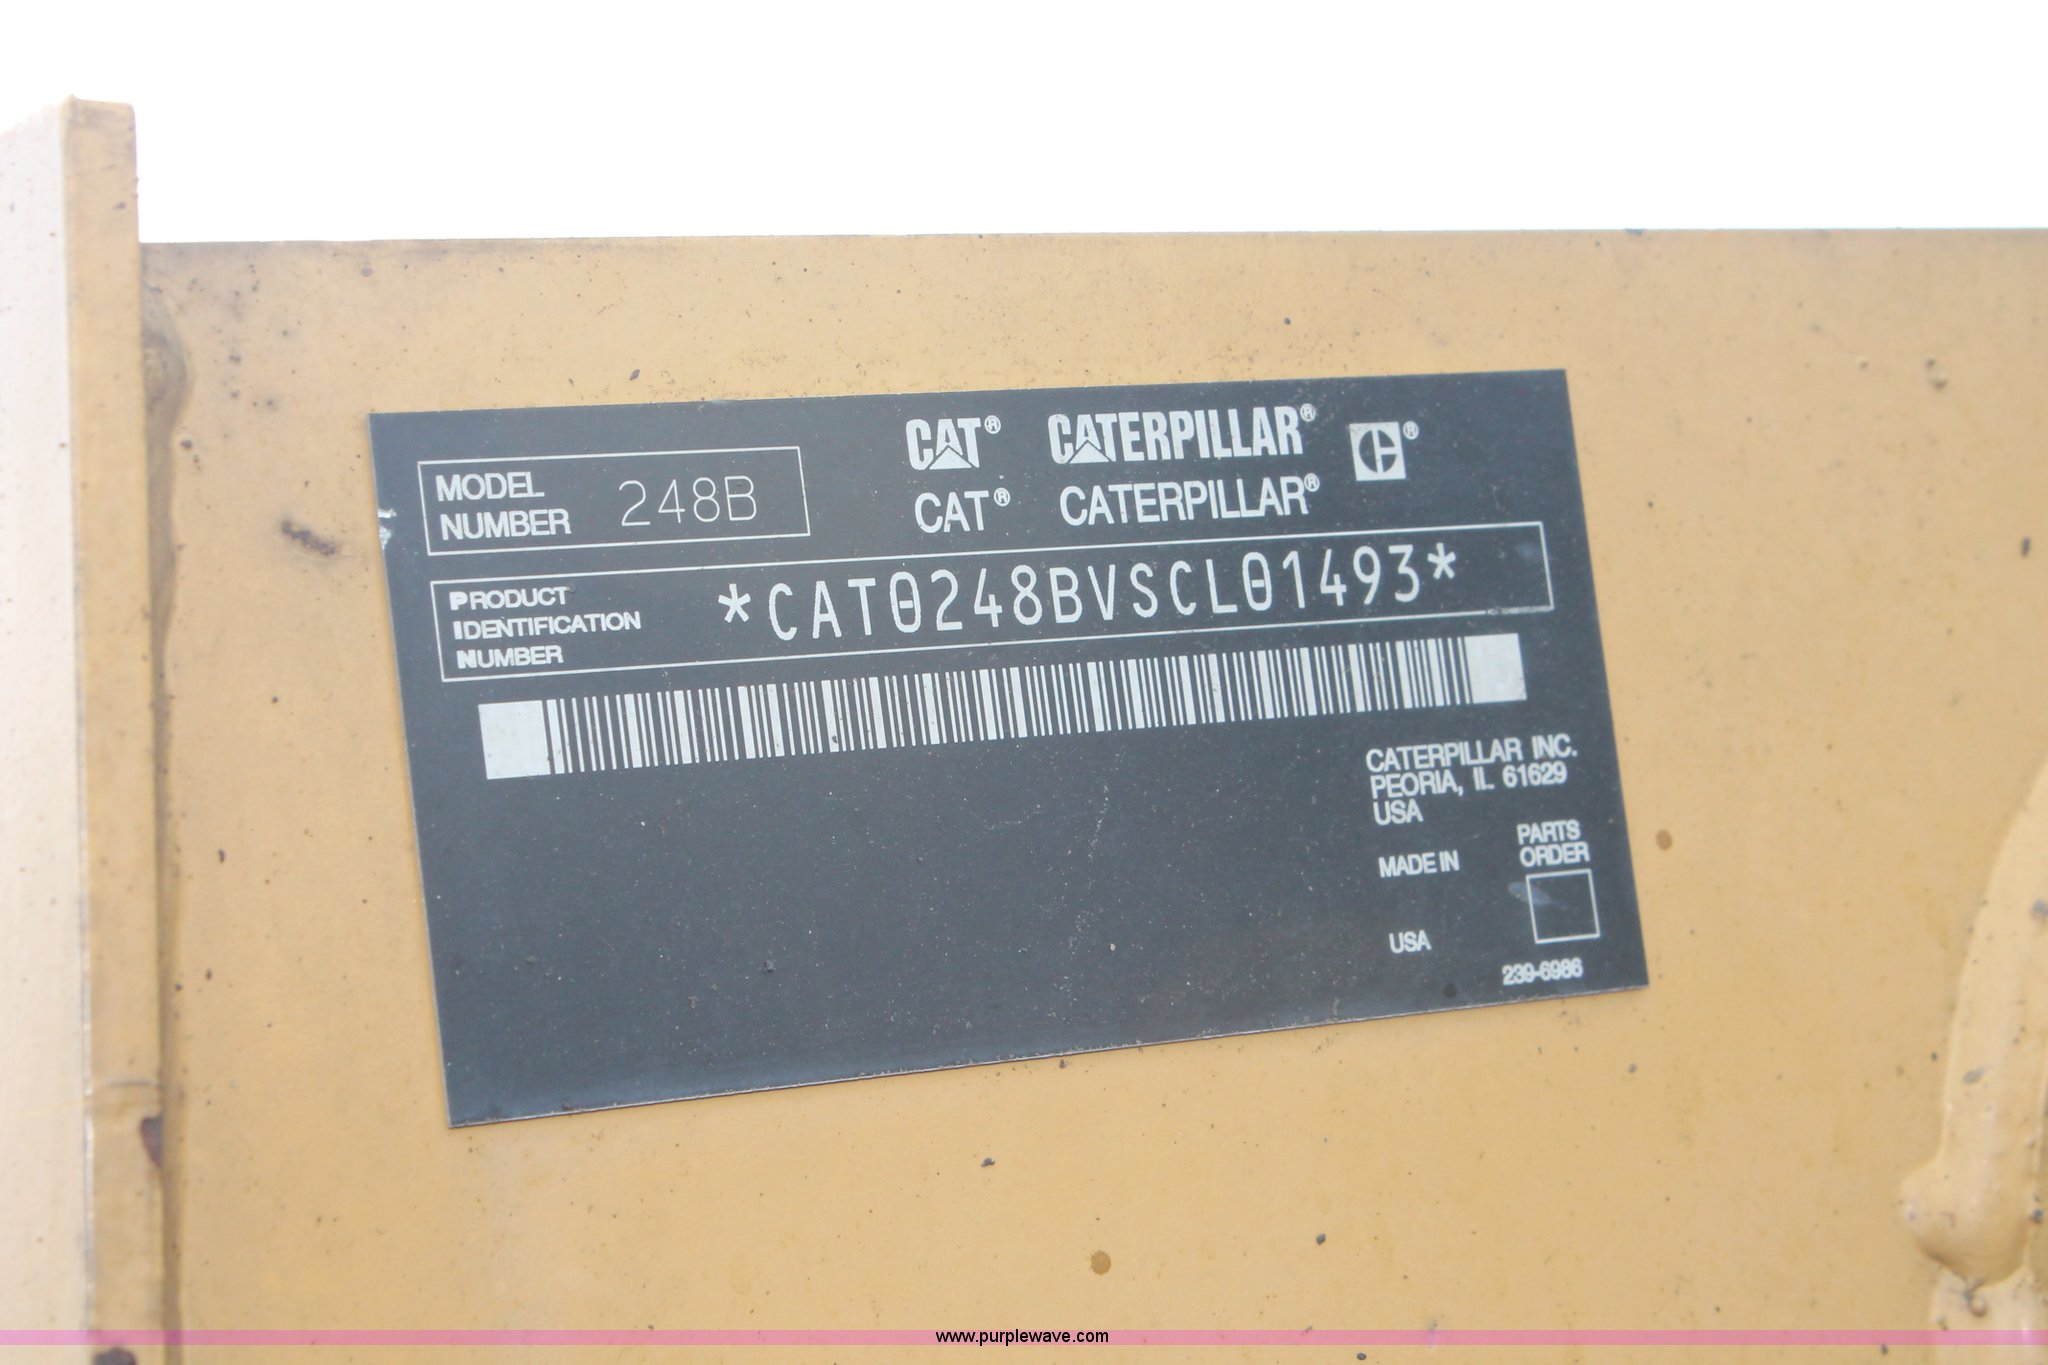 CAT® CATERPILLAR®
CAT® CATERPILLAR®
MODEL
NUMBER 248B
PRODUCT
IDENTIFICATION
NUMBER
*CAT0248BVSCL01493*
CATERPILLAR INC.
PEORIA, IL 61629
USA
MADE IN
USA
PARTS
ORDER
239-6986
www.purplewave.com